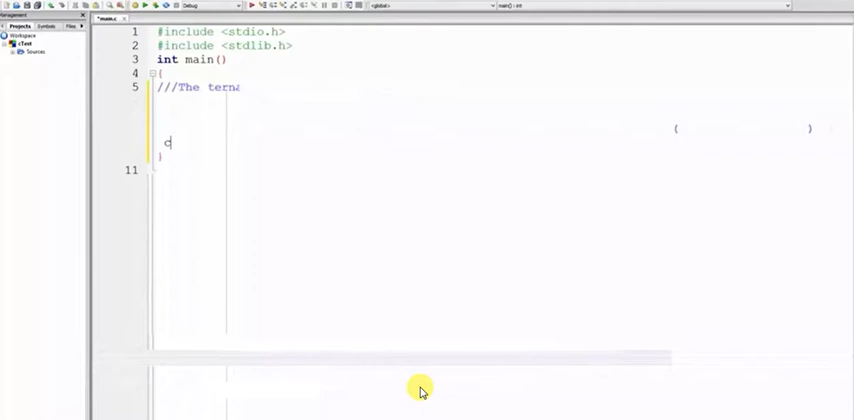 Management
*main.c
Debug
<global>
main() : int
Projects Symbols Files
Workspace
cTest
Sources
1 #include <stdio.h>
2 #include <stdlib.h>
3 int main()
4 {
5 ///The terna
( )
c
}
11